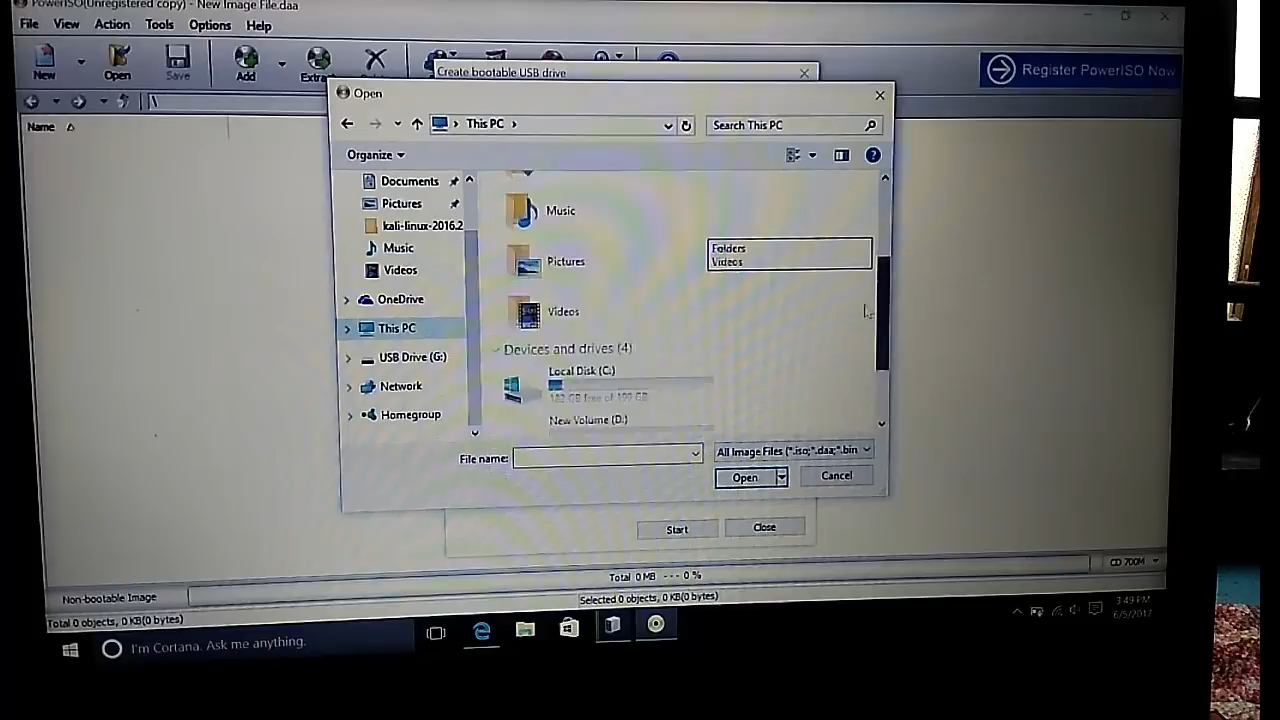 PowerISO(Unregistered copy) - New Image File.daa
File View Action Tools Options Help
New Open Save Add
Register PowerISO Now
Create bootable USB drive
\
Name
Open
This PC
Search This PC
Organize
Documents
Pictures
kali-linux-2016.2
Music
Videos
OneDrive
This PC
USB Drive (G:)
Network
Homegroup
Music
Pictures
Videos
Folders
Videos
Devices and drives (4)
Local Disk (C:)
182 GB free of 199 GB
New Volume (D:)
File name:
All Image Files (*.iso;*.daa;*.bin
Open Cancel
Start Close
Total 0 MB --- 0 %
CD 700M
Non-bootable Image
Total 0 objects, 0 KB(0 bytes)
Selected 0 objects, 0 KB(0 bytes)
I'm Cortana. Ask me anything.
3:49 PM
6/5/2017